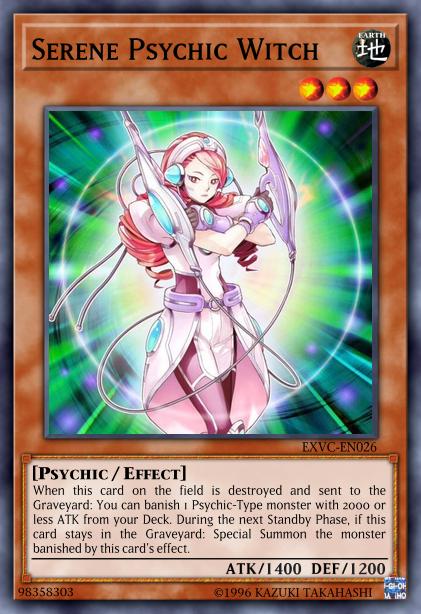 Serene Psychic Witch
EARTH
地
EXVC-EN026
[Psychic / Effect]
When this card on the field is destroyed and sent to the
Graveyard: You can banish 1 Psychic-Type monster with 2000 or
less ATK from your Deck. During the next Standby Phase, if this
card stays in the Graveyard: Special Summon the monster
banished by this card's effect.
ATK/1400 DEF/1200
98358303
©1996 KAZUKI TAKAHASHI